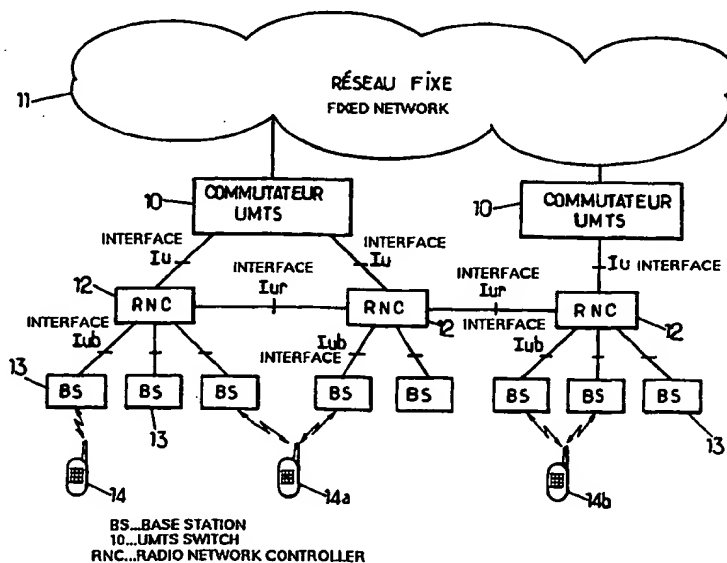 RÉSEAU FIXE
FIXED NETWORK
11
10
COMMUTATEUR
UMTS
10
COMMUTATEUR
UMTS
INTERFACE
Iu
INTERFACE
Iu
Iu INTERFACE
INTERFACE
Iur
INTERFACE
Iur
12
RNC
RNC
12
RNC
12
INTERFACE
Iub
INTERFACE
Iub
INTERFACE
Iub
13
BS
BS
BS
BS
BS
BS
BS
BS
13
13
14
14a
14b
BS...BASE STATION
10...UMTS SWITCH
RNC...RADIO NETWORK CONTROLLER